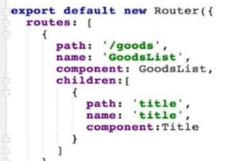 export default new Router({
  routes: [
    {
      path: '/goods',
      name: 'GoodsList',
      component: GoodsList,
      children:[
        {
          path: 'title',
          name: 'title',
          component:Title
        }
      ]
    }